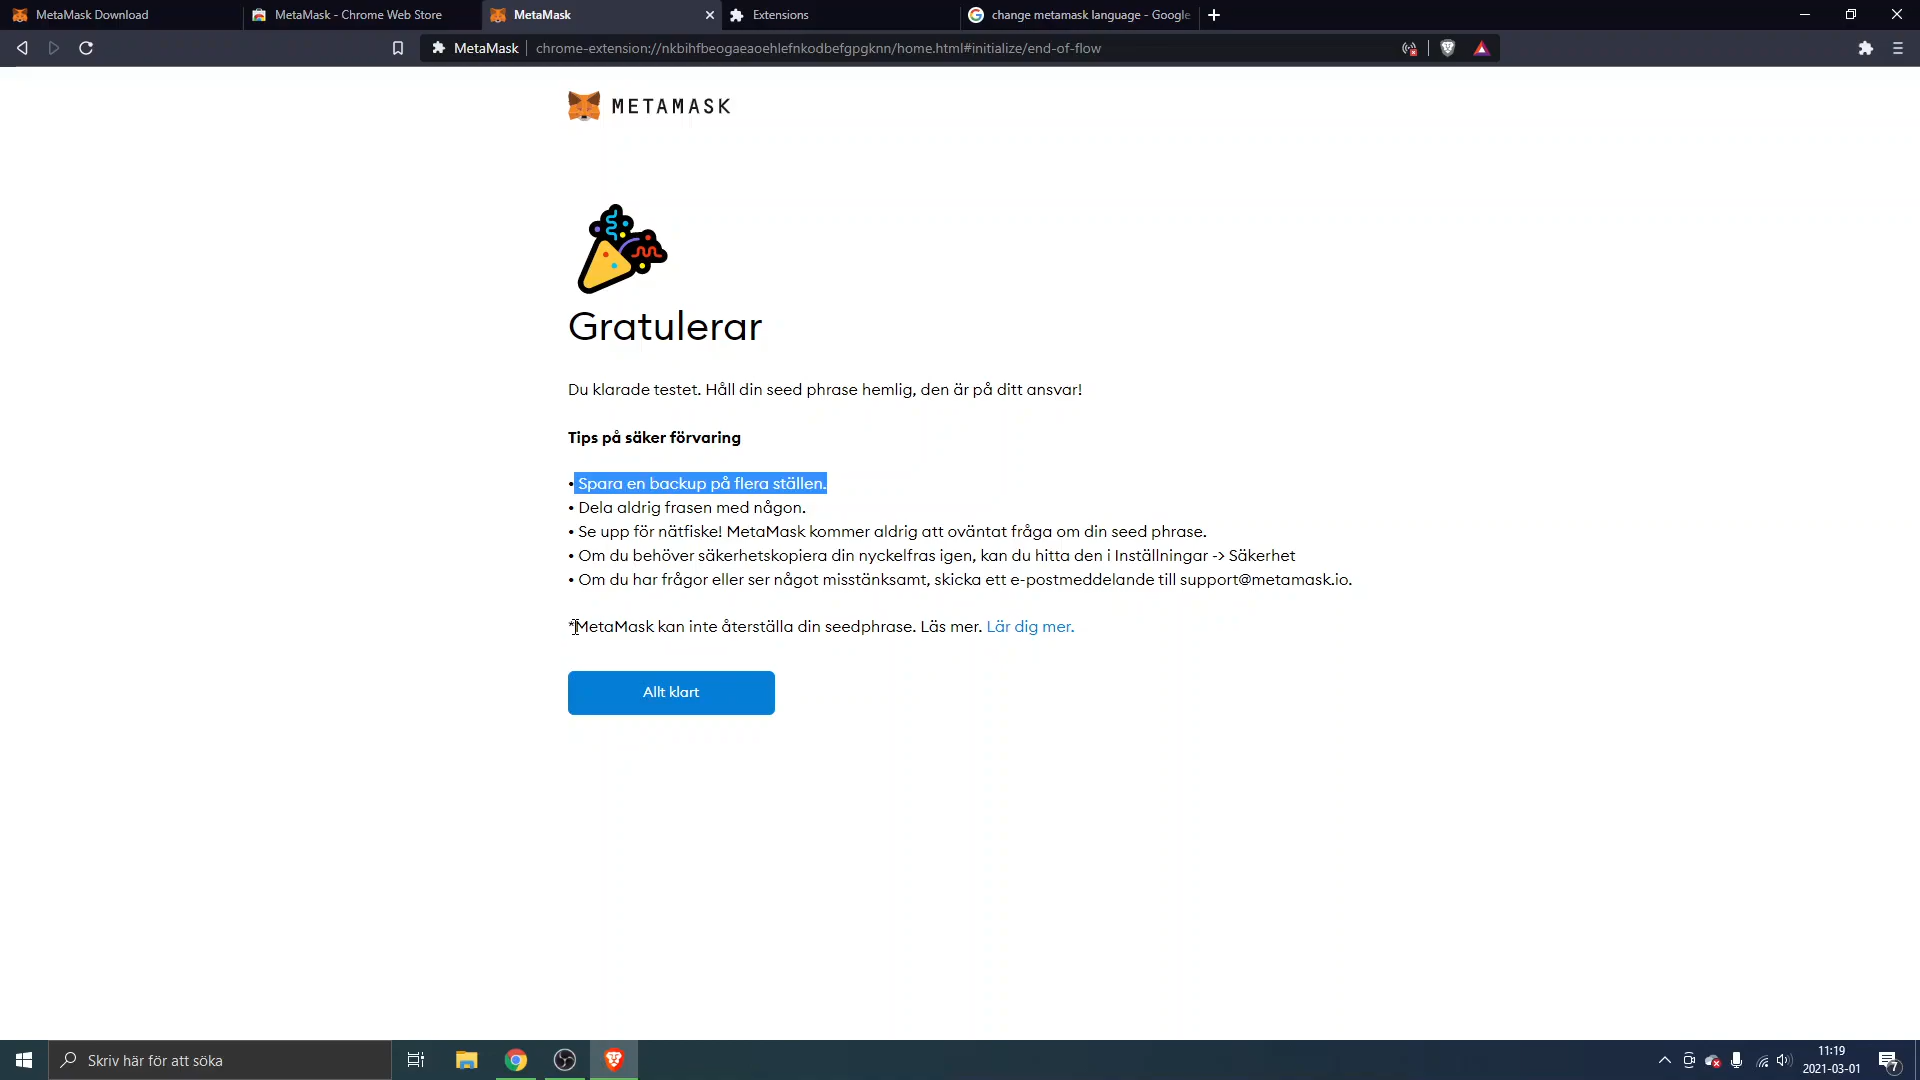 MetaMask Download
MetaMask - Chrome Web Store
MetaMask
Extensions
change metamask language - Google
MetaMask
chrome-extension://nkbihfbeogaeaoehlefnkodbefgpgknn/home.html#initialize/end-of-flow
METAMASK
Gratulerar
Du klarade testet. Håll din seed phrase hemlig, den är på ditt ansvar!
Tips på säker förvaring
• Spara en backup på flera ställen.
• Dela aldrig frasen med någon.
• Se upp för nätfiske! MetaMask kommer aldrig att oväntat fråga om din seed phrase.
• Om du behöver säkerhetskopiera din nyckelfras igen, kan du hitta den i Inställningar -> Säkerhet
• Om du har frågor eller ser något misstänksamt, skicka ett e-postmeddelande till support@metamask.io.
*MetaMask kan inte återställa din seedphrase. Läs mer. Lär dig mer.
Allt klart
Skriv här för att söka
11:19
2021-03-01
7